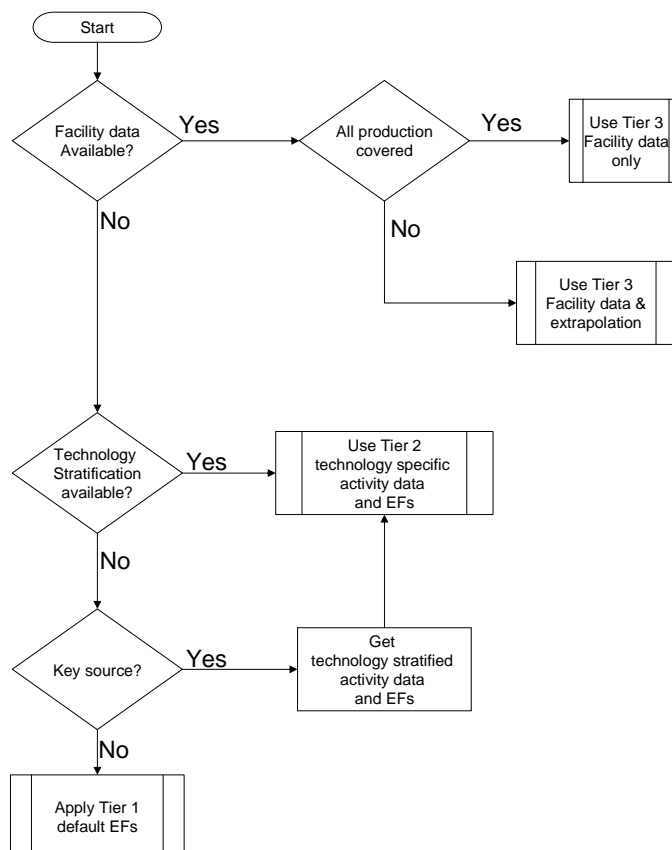 Start
Facility data
Available?
Yes
All production
covered
Yes
Use Tier 3
Facility data
only
No
No
Use Tier 3
Facility data &
extrapolation
Technology
Stratification
available?
Yes
Use Tier 2
technology specific
activity data
and EFs
No
Key source?
Yes
Get
technology stratified
activity data
and EFs
No
Apply Tier 1
default EFs